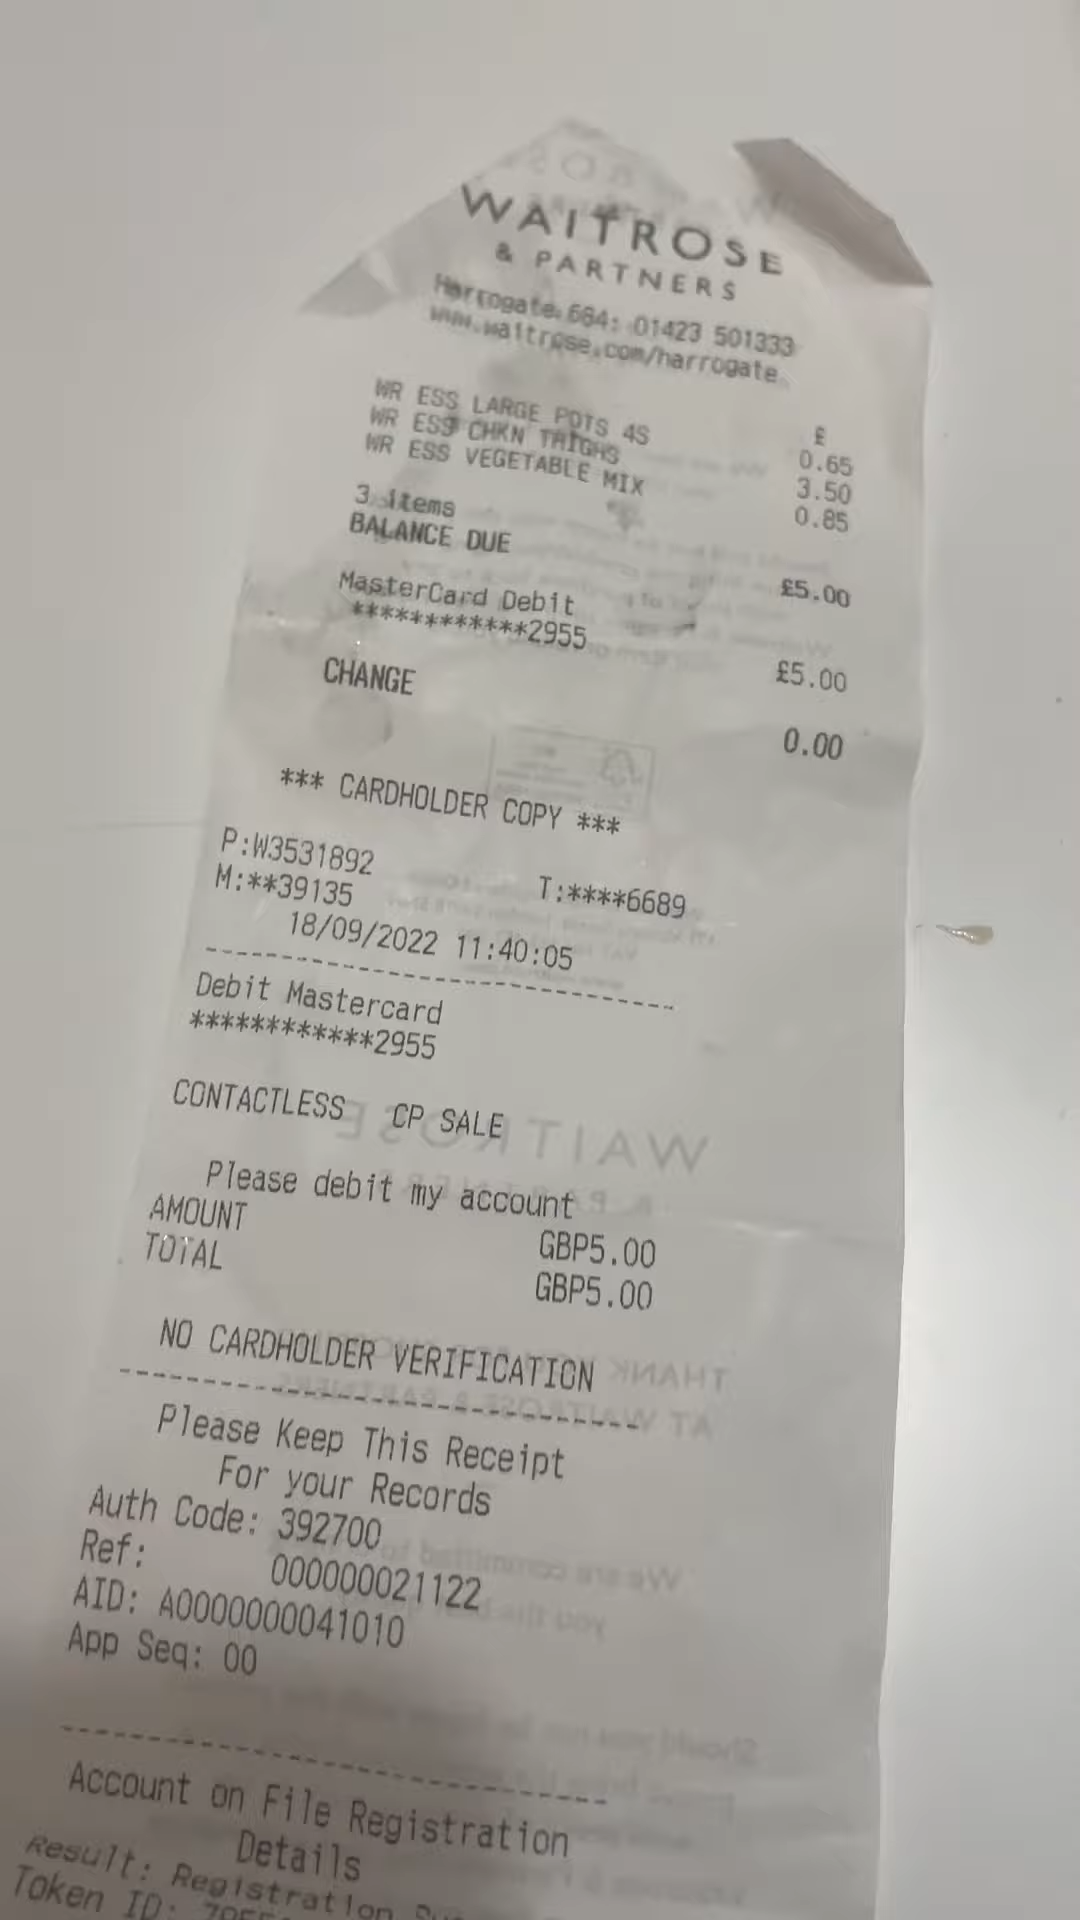 WAITROSE
& PARTNERS
Harrogate 684: 01423 501333
www.waitrose.com/harrogate
£
WR ESS LARGE POTS 4S 0.65
WR ESS CHKN THIGHS 3.50
WR ESS VEGETABLE MIX 0.85
3 items
BALANCE DUE £5.00
MasterCard Debit
************2955 £5.00
CHANGE 0.00
*** CARDHOLDER COPY ***
P:W3531892
M:**39135 T:****6689
18/09/2022 11:40:05
Debit Mastercard
************2955
CONTACTLESS CP SALE
Please debit my account
AMOUNT GBP5.00
TOTAL GBP5.00
NO CARDHOLDER VERIFICATION
Please Keep This Receipt
For your Records
Auth Code: 392700
Ref: 000000021122
AID: A0000000041010
App Seq: 00
Account on File Registration
Details
Result: Registration
Token ID: